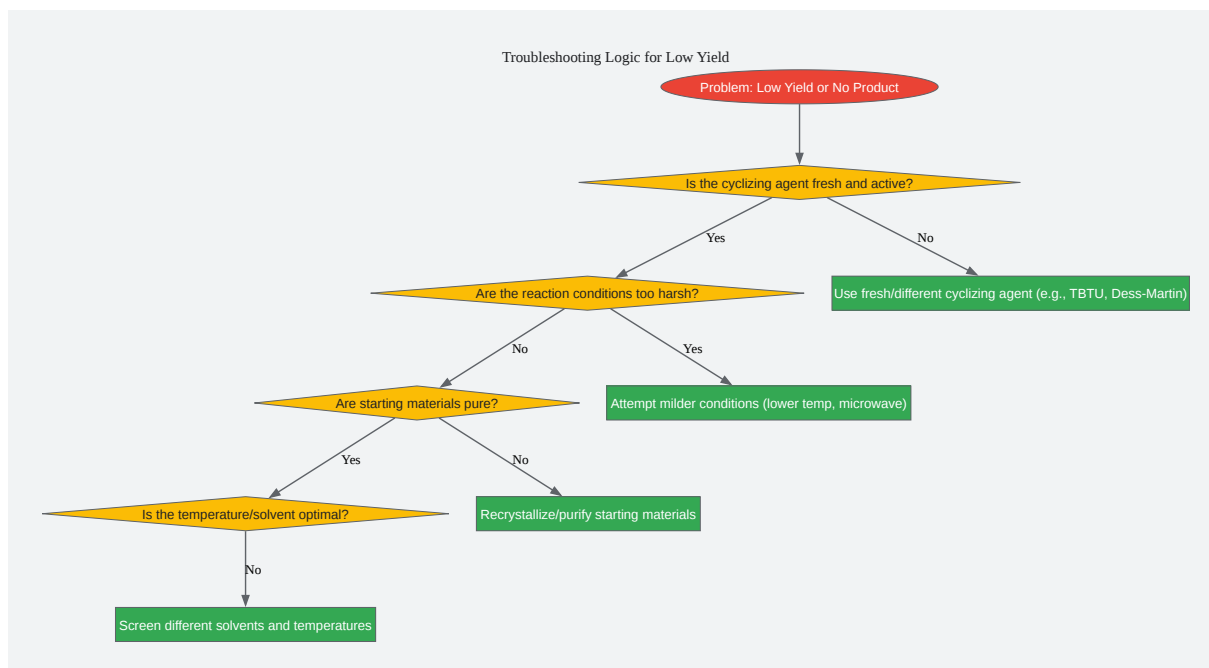 Troubleshooting Logic for Low Yield
Problem: Low Yield or No Product
Is the cyclizing agent fresh and active?
Yes
No
Are the reaction conditions too harsh?
Use fresh/different cyclizing agent (e.g., TBTU, Dess-Martin)
No
Yes
Are starting materials pure?
Attempt milder conditions (lower temp, microwave)
Yes
No
Is the temperature/solvent optimal?
Recrystallize/purify starting materials
No
Screen different solvents and temperatures